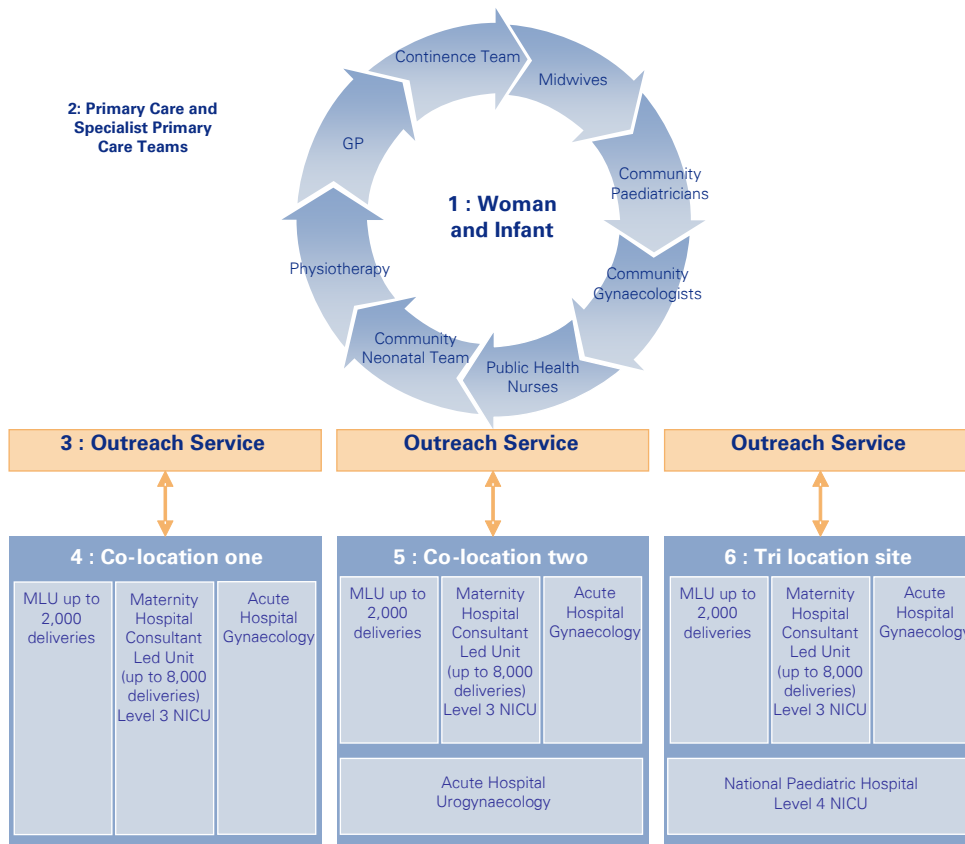 Continence Team
Midwives
2: Primary Care and
Specialist Primary
Care Teams
GP
Community
Paediatricians
1 : Woman
and Infant
Physiotherapy
Community
Gynaecologists
Community
Neonatal Team
Public Health
Nurses
3 : Outreach Service
Outreach Service
Outreach Service
4 : Co-location one
MLU up to
2,000
deliveries
Maternity
Hospital
Consultant
Led Unit
(up to 8,000
deliveries)
Level 3 NICU
Acute
Hospital
Gynaecology
5 : Co-location two
MLU up to
2,000
deliveries
Maternity
Hospital
Consultant
Led Unit
(up to 8,000
deliveries)
Level 3 NICU
Acute
Hospital
Gynaecology
Acute Hospital
Urogynaecology
6 : Tri location site
MLU up to
2,000
deliveries
Maternity
Hospital
Consultant
Led Unit
(up to 8,000
deliveries)
Level 3 NICU
Acute
Hospital
Gynaecology
National Paediatric Hospital
Level 4 NICU